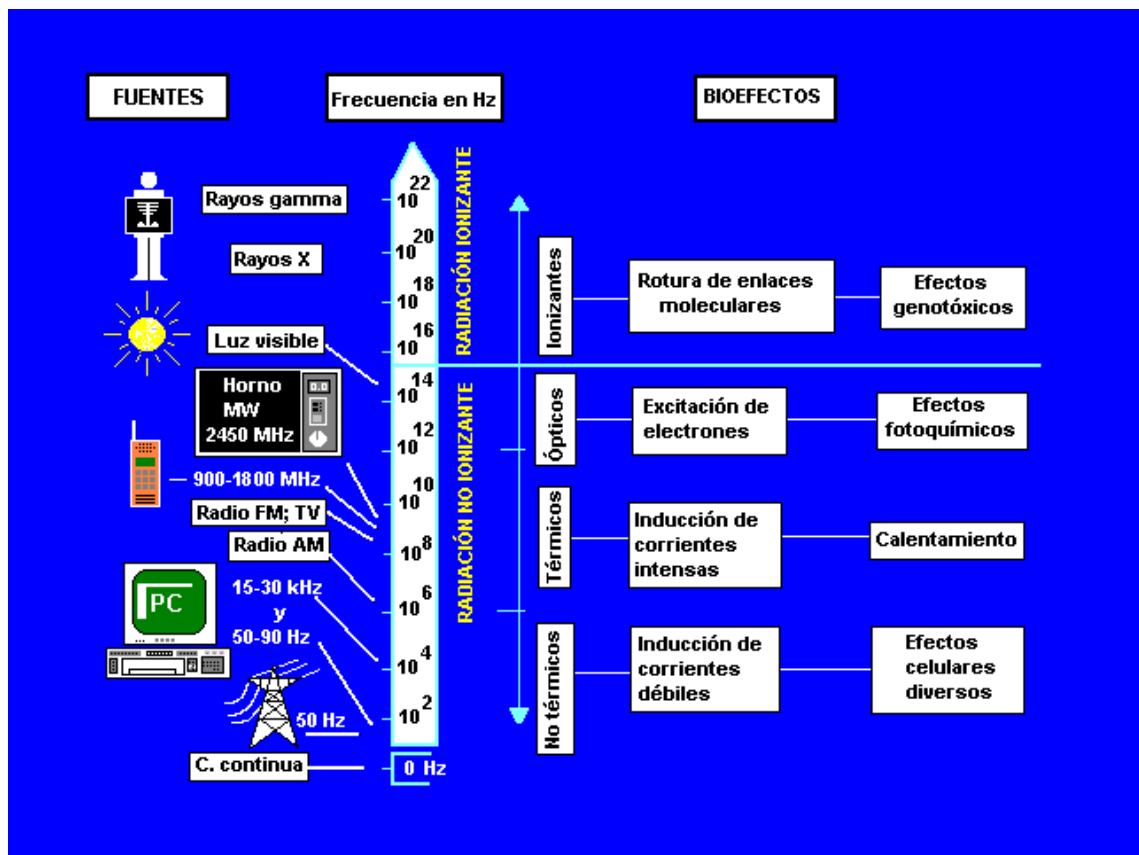 FUENTES
Frecuencia en Hz
BIOEFECTOS
Rayos gamma
Rayos X
Luz visible
Horno
MW
2450 MHz
0.0
900-1800 MHz
Radio FM; TV
Radio AM
PC
15-30 kHz
y
50-90 Hz
50 Hz
C. continua
10^22
10^20
10^18
10^16
10^14
10^12
10^10
10^8
10^6
10^4
10^2
0 Hz
RADIACIÓN IONIZANTE
RADIACIÓN NO IONIZANTE
Ionizantes
Rotura de enlaces
moleculares
Efectos
genotóxicos
Ópticos
Excitación de
electrones
Efectos
fotoquímicos
Térmicos
Inducción de
corrientes
intensas
Calentamiento
No térmicos
Inducción de
corrientes
débiles
Efectos
celulares
diversos